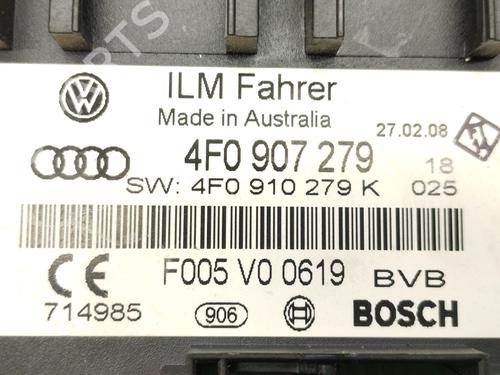 ILM Fahrer
Made in Australia
27.02.08
4F0 907 279 18
SW: 4F0 910 279 K 025
F005 V0 0619 BVB
714985 906 BOSCH